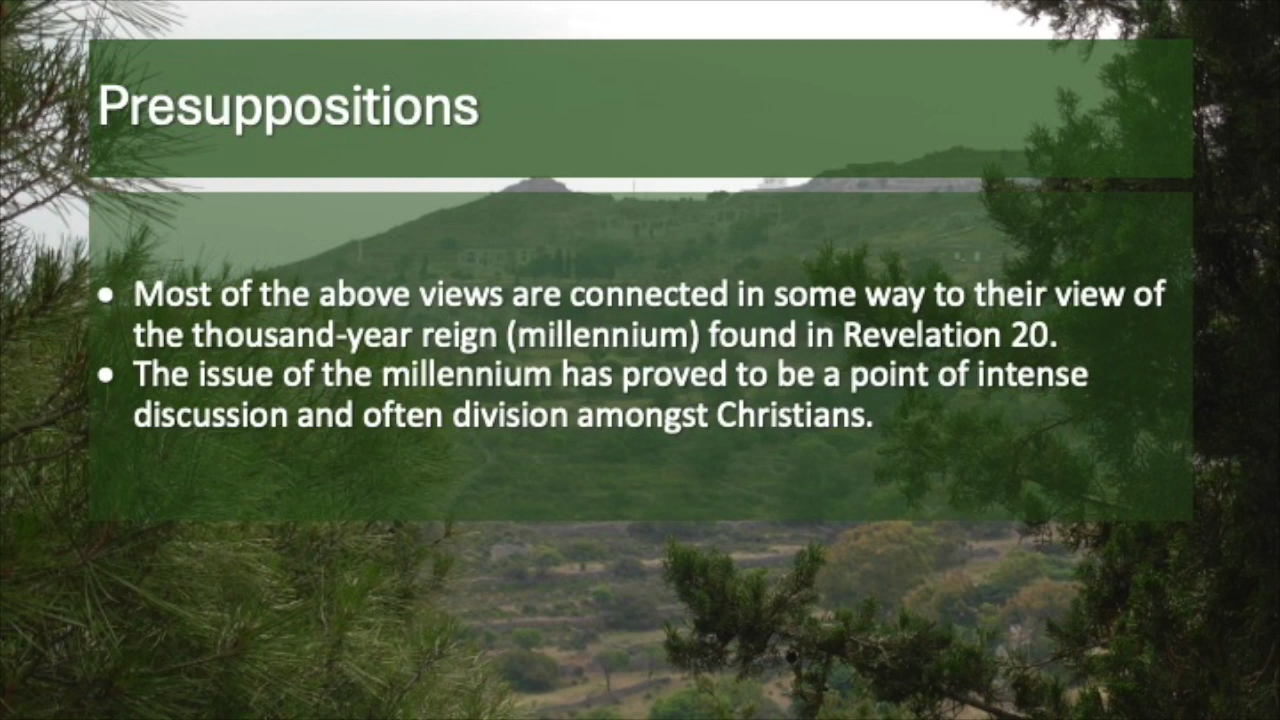 Presuppositions
• Most of the above views are connected in some way to their view of
the thousand-year reign (millennium) found in Revelation 20.
• The issue of the millennium has proved to be a point of intense
discussion and often division amongst Christians.